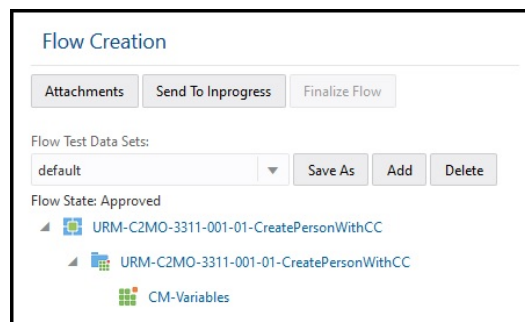 Flow Creation
Attachments Send To Inprogress Finalize Flow
Flow Test Data Sets:
default Save As Add Delete
Flow State: Approved
URM-C2MO-3311-001-01-CreatePersonWithCC
URM-C2MO-3311-001-01-CreatePersonWithCC
CM-Variables